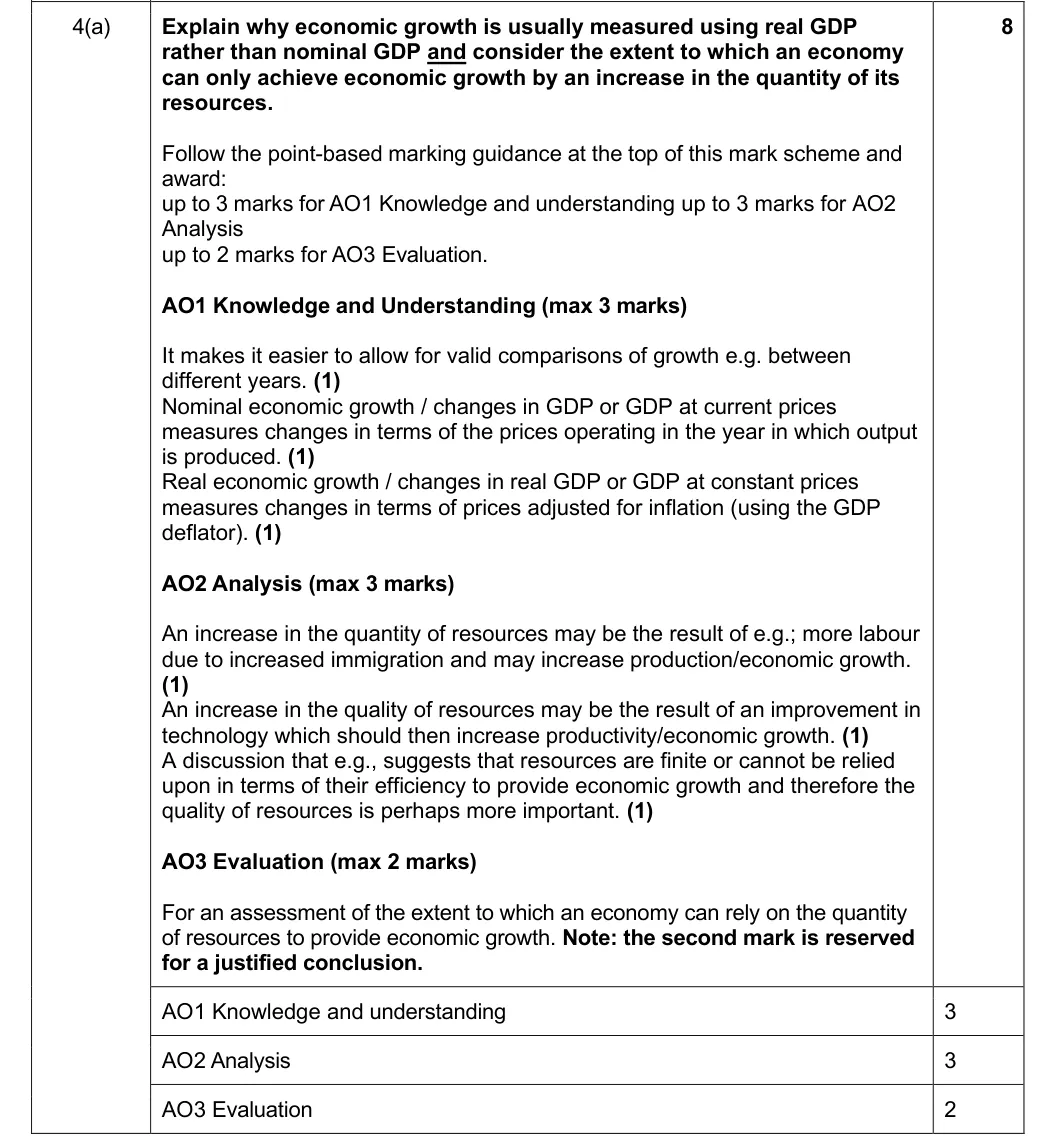 4(a)
Explain why economic growth is usually measured using real GDP
8
rather than nominal GDP and consider the extent to which an economy
can only achieve economic growth by an increase in the quantity of its
resources.
Follow the point-based marking guidance at the top of this mark scheme and
award:
up to 3 marks for AO1 Knowledge and understanding up to 3 marks for AO2
Analysis
up to 2 marks for AO3 Evaluation.
AO1 Knowledge and Understanding (max 3 marks)
It makes it easier to allow for valid comparisons of growth e.g. between
different years. (1)
Nominal economic growth / changes in GDP or GDP at current prices
measures changes in terms of the prices operating in the year in which output
is produced. (1)
Real economic growth / changes in real GDP or GDP at constant prices
measures changes in terms of prices adjusted for inflation (using the GDP
deflator). (1)
AO2 Analysis (max 3 marks)
An increase in the quantity of resources may be the result of e.g.; more labour
due to increased immigration and may increase production/economic growth.
(1)
An increase in the quality of resources may be the result of an improvement in
technology which should then increase productivity/economic growth. (1)
A discussion that e.g., suggests that resources are finite or cannot be relied
upon in terms of their efficiency to provide economic growth and therefore the
quality of resources is perhaps more important. (1)
AO3 Evaluation (max 2 marks)
For an assessment of the extent to which an economy can rely on the quantity
of resources to provide economic growth. Note: the second mark is reserved
for a justified conclusion.
AO1 Knowledge and understanding 3
AO2 Analysis 3
AO3 Evaluation 2